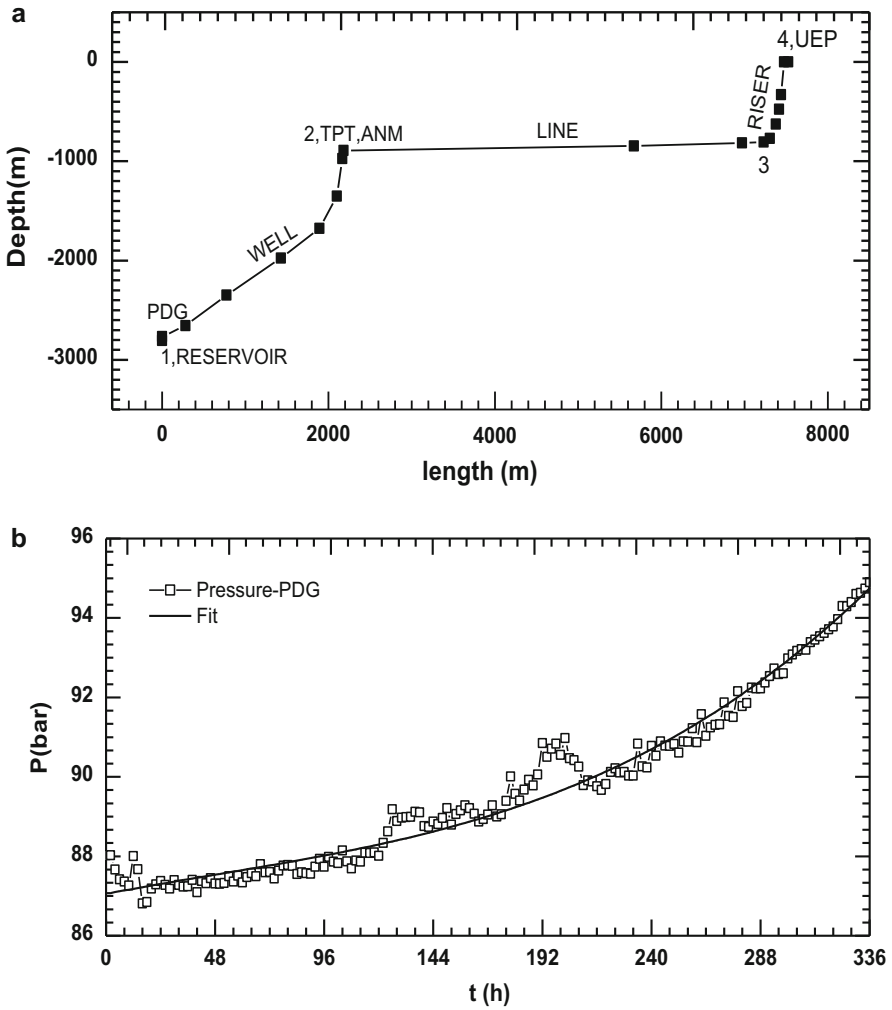 a
4,UEP
0
RISER
2,TPT,ANM
LINE
-1000
3
Depth(m)
WELL
-2000
PDG
1,RESERVOIR
-3000
0 2000 4000 6000 8000
length (m)
b
96
Pressure-PDG
Fit
94
92
P(bar)
90
88
86
0 48 96 144 192 240 288 336
t (h)